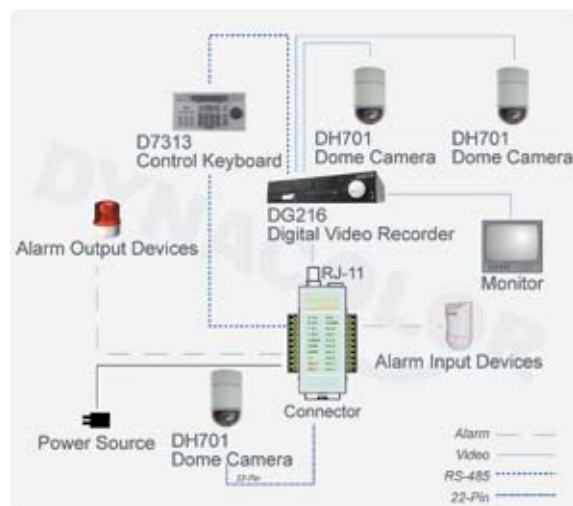 D7313
Control Keyboard
DH701
Dome Camera
DH701
Dome Camera
DG216
Digital Video Recorder
Alarm Output Devices
Monitor
RJ-11
Alarm Input Devices
Connector
Power Source
DH701
Dome Camera
22-Pin
Alarm
Video
RS-485
22-Pin
DYNACOLOR